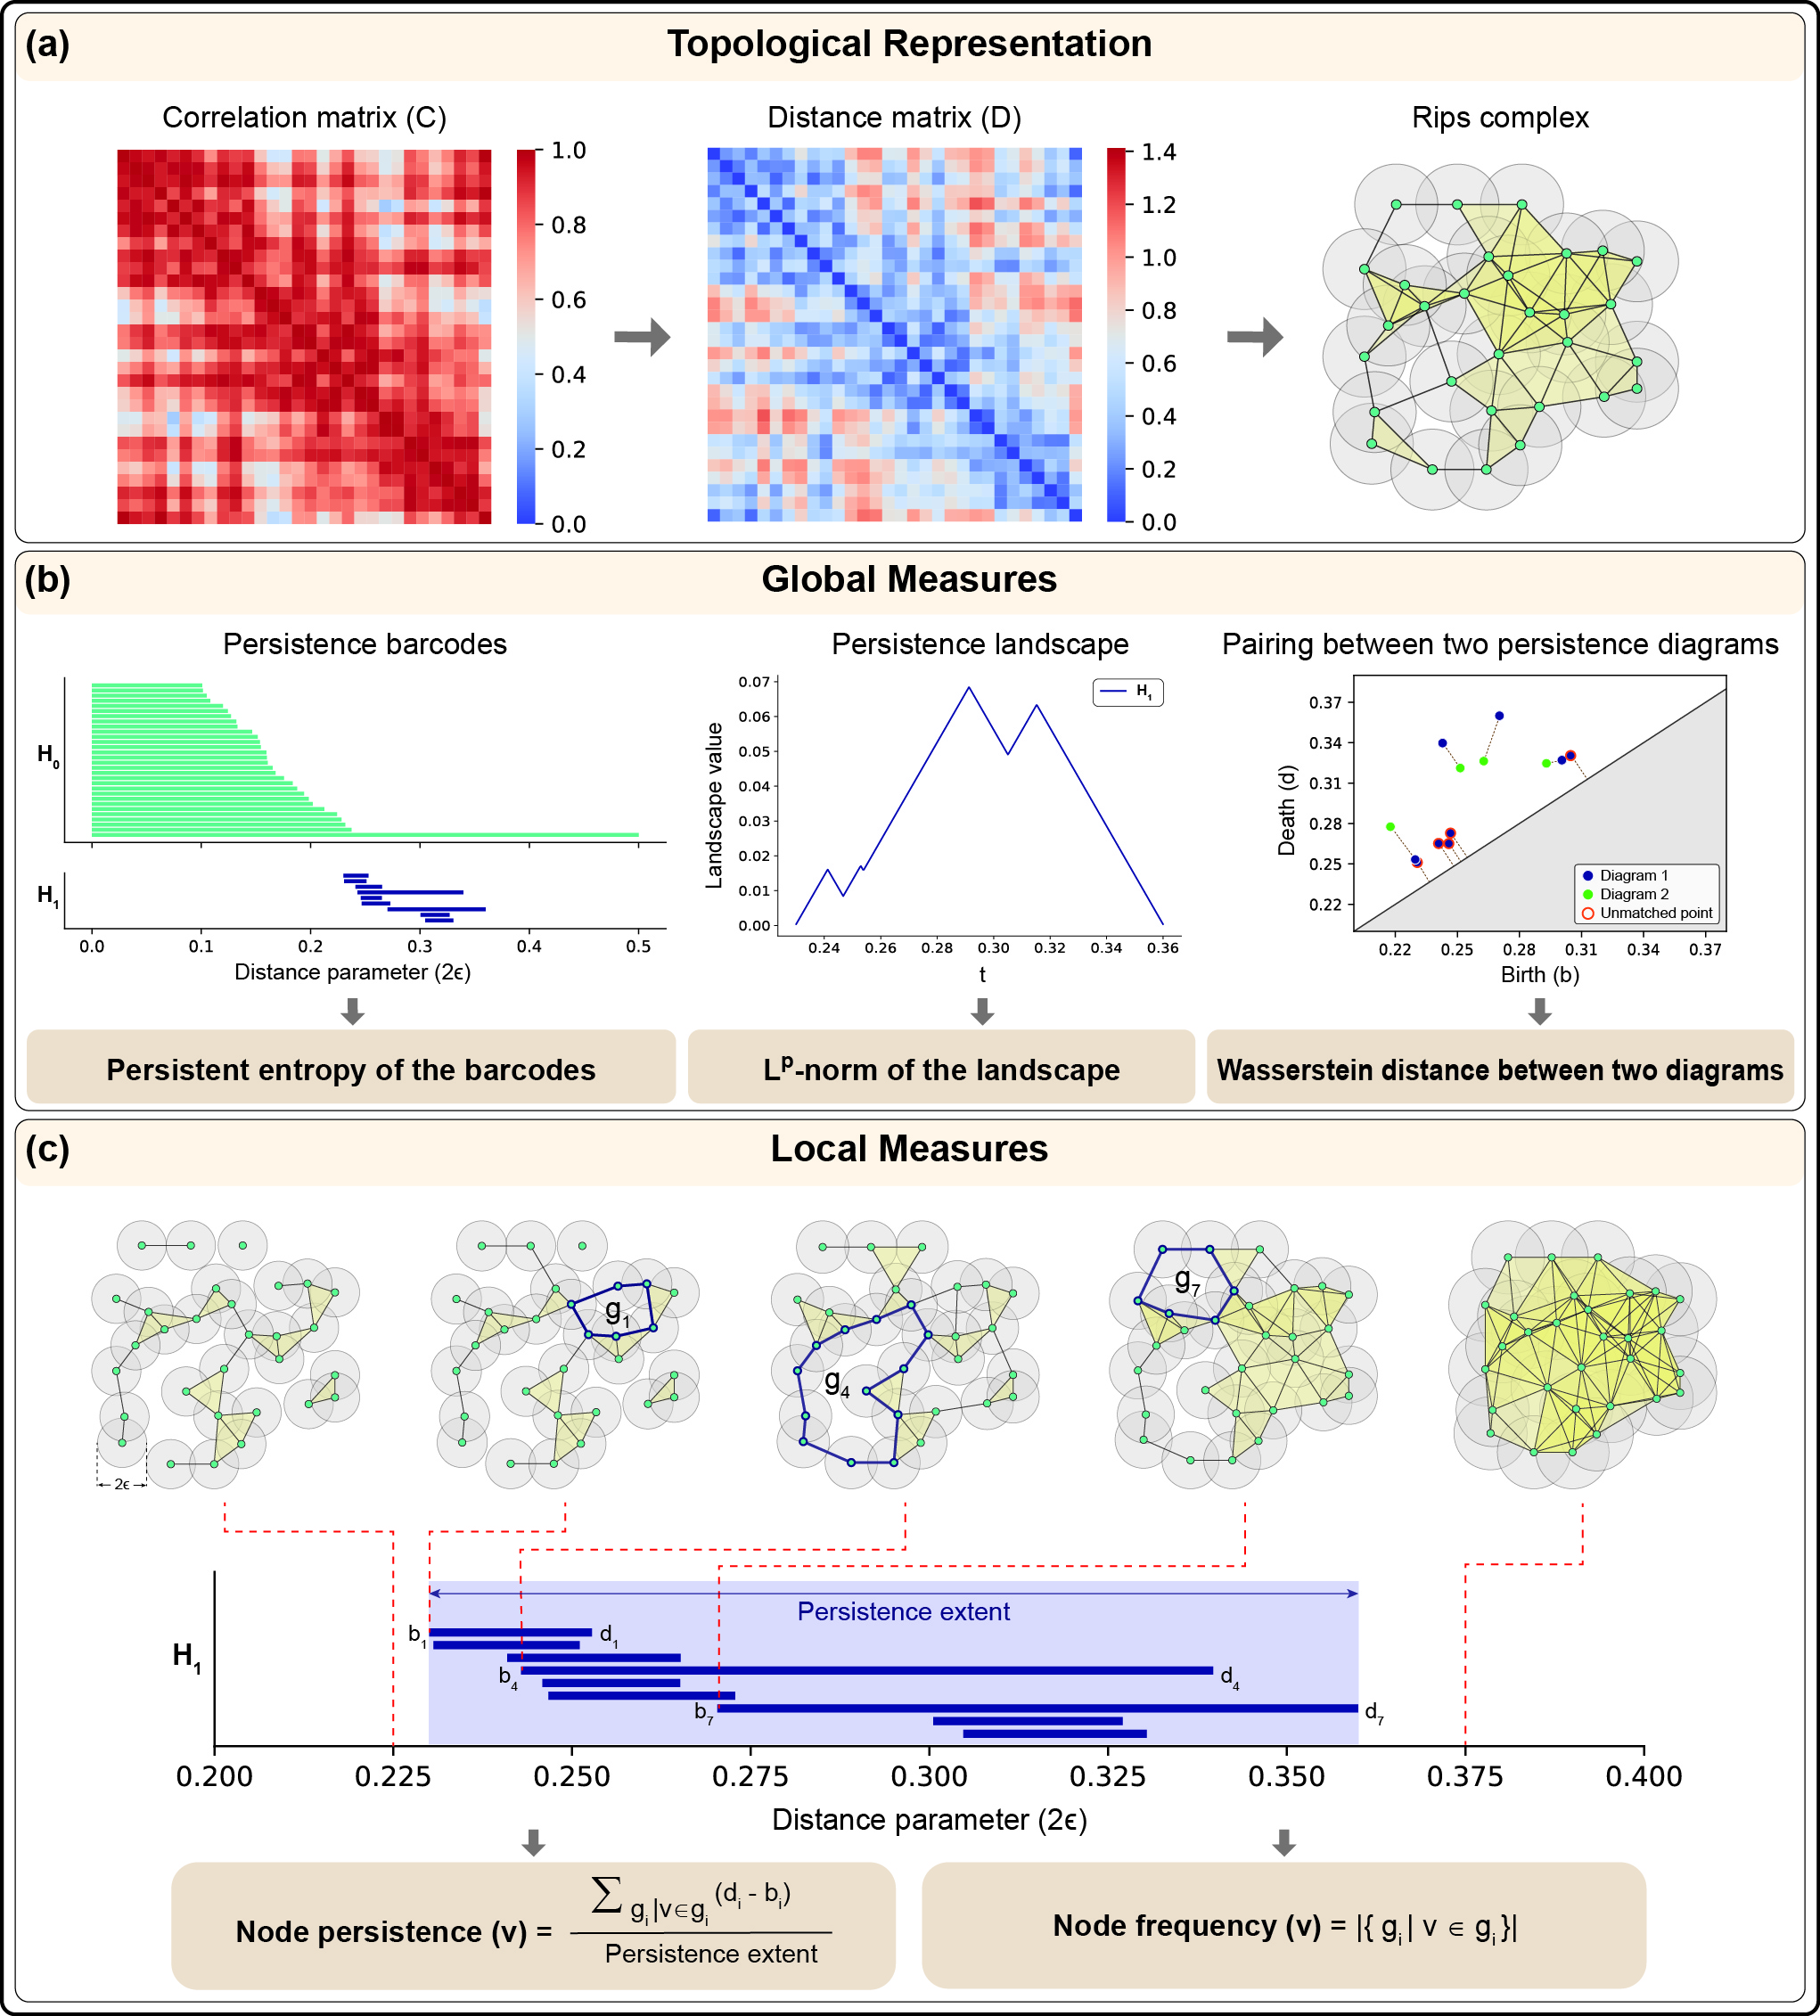 (a)
Topological Representation
Correlation matrix (C)
Distance matrix (D)
Rips complex
1.0
0.8
0.6
0.4
0.2
0.0
1.4
1.2
1.0
0.8
0.6
0.4
0.2
0.0
(b)
Global Measures
Persistence barcodes
H0
H1
0.0 0.1 0.2 0.3 0.4 0.5
Distance parameter (2ϵ)
Persistence landscape
0.07
0.06
0.05
0.04
0.03
0.02
0.01
0.00
Landscape value
H1
0.24 0.26 0.28 0.30 0.32 0.34 0.36
t
Pairing between two persistence diagrams
0.37
0.34
0.31
0.28
0.25
0.22
Death (d)
Diagram 1
Diagram 2
Unmatched point
0.22 0.25 0.28 0.31 0.34 0.37
Birth (b)
Persistent entropy of the barcodes
Lp-norm of the landscape
Wasserstein distance between two diagrams
(c)
Local Measures
g1
g4
g7
2ϵ
Persistence extent
H1
b1 d1
b4 d4
b7 d7
0.200 0.225 0.250 0.275 0.300 0.325 0.350 0.375 0.400
Distance parameter (2ϵ)
Node persistence (v) = ∑ gi|v∈gi (di - bi)
Persistence extent
Node frequency (v) = |{ gi | v ∈ gi }|